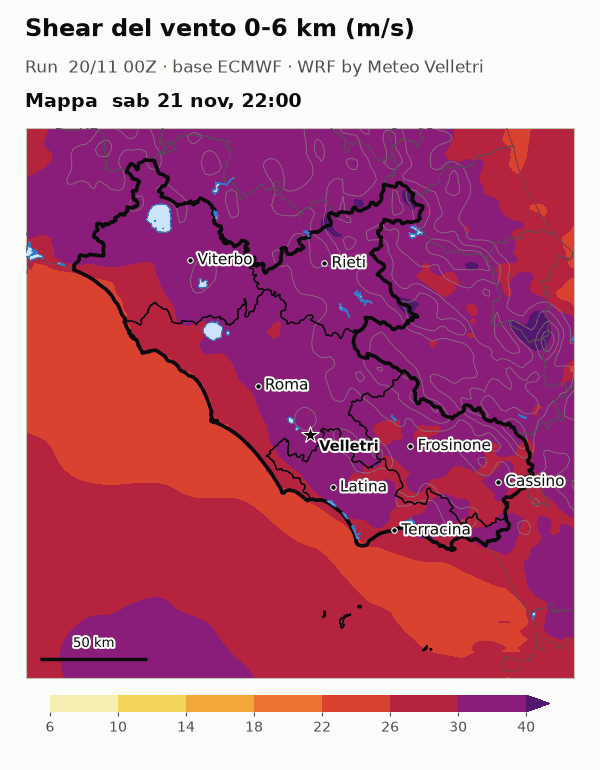 Shear del vento 0-6 km (m/s)
Run  20/11 00Z · base ECMWF · WRF by Meteo Velletri
Mappa  sab 21 nov, 22:00
Viterbo
Rieti
Roma
Velletri
Frosinone
Latina
Cassino
Terracina
50 km
6 10 14 18 22 26 30 40